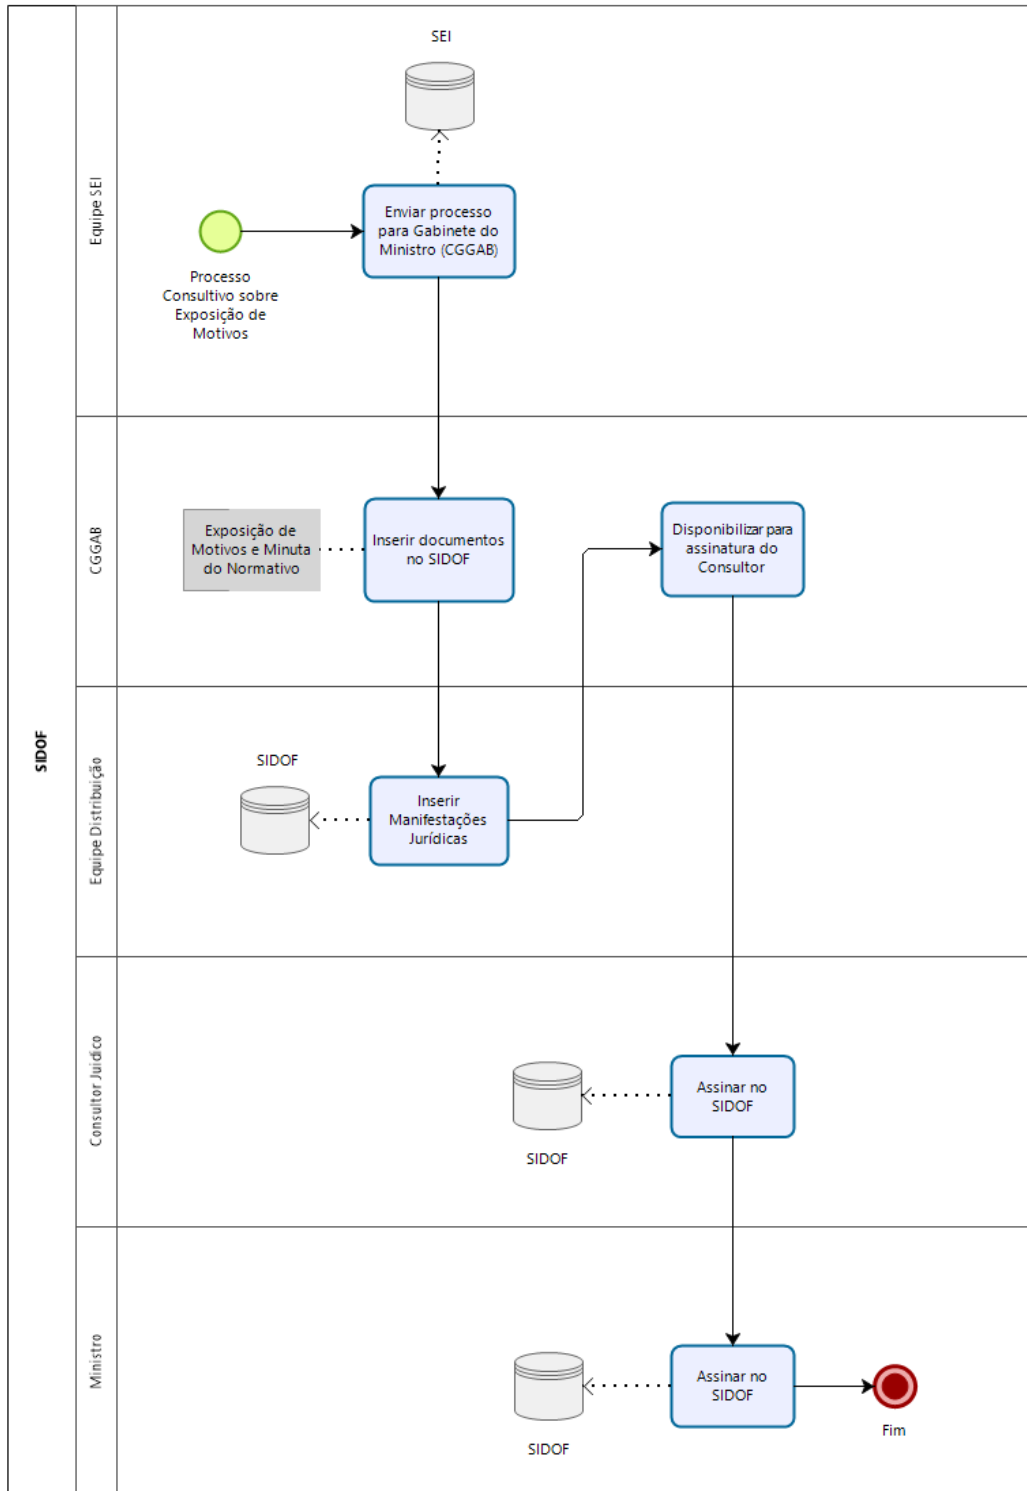 SIDOF
Equipe SEI
SEI
Enviar processo
para Gabinete do
Ministro (CGGAB)
Processo
Consultivo sobre
Exposição de
Motivos
CGGAB
Exposição de
Motivos e Minuta
do Normativo
Inserir documentos
no SIDOF
Disponibilizar para
assinatura do
Consultor
Equipe Distribuição
SIDOF
Inserir
Manifestações
Jurídicas
Consultor Juídico
Assinar no
SIDOF
SIDOF
Ministro
Assinar no
SIDOF
SIDOF
Fim